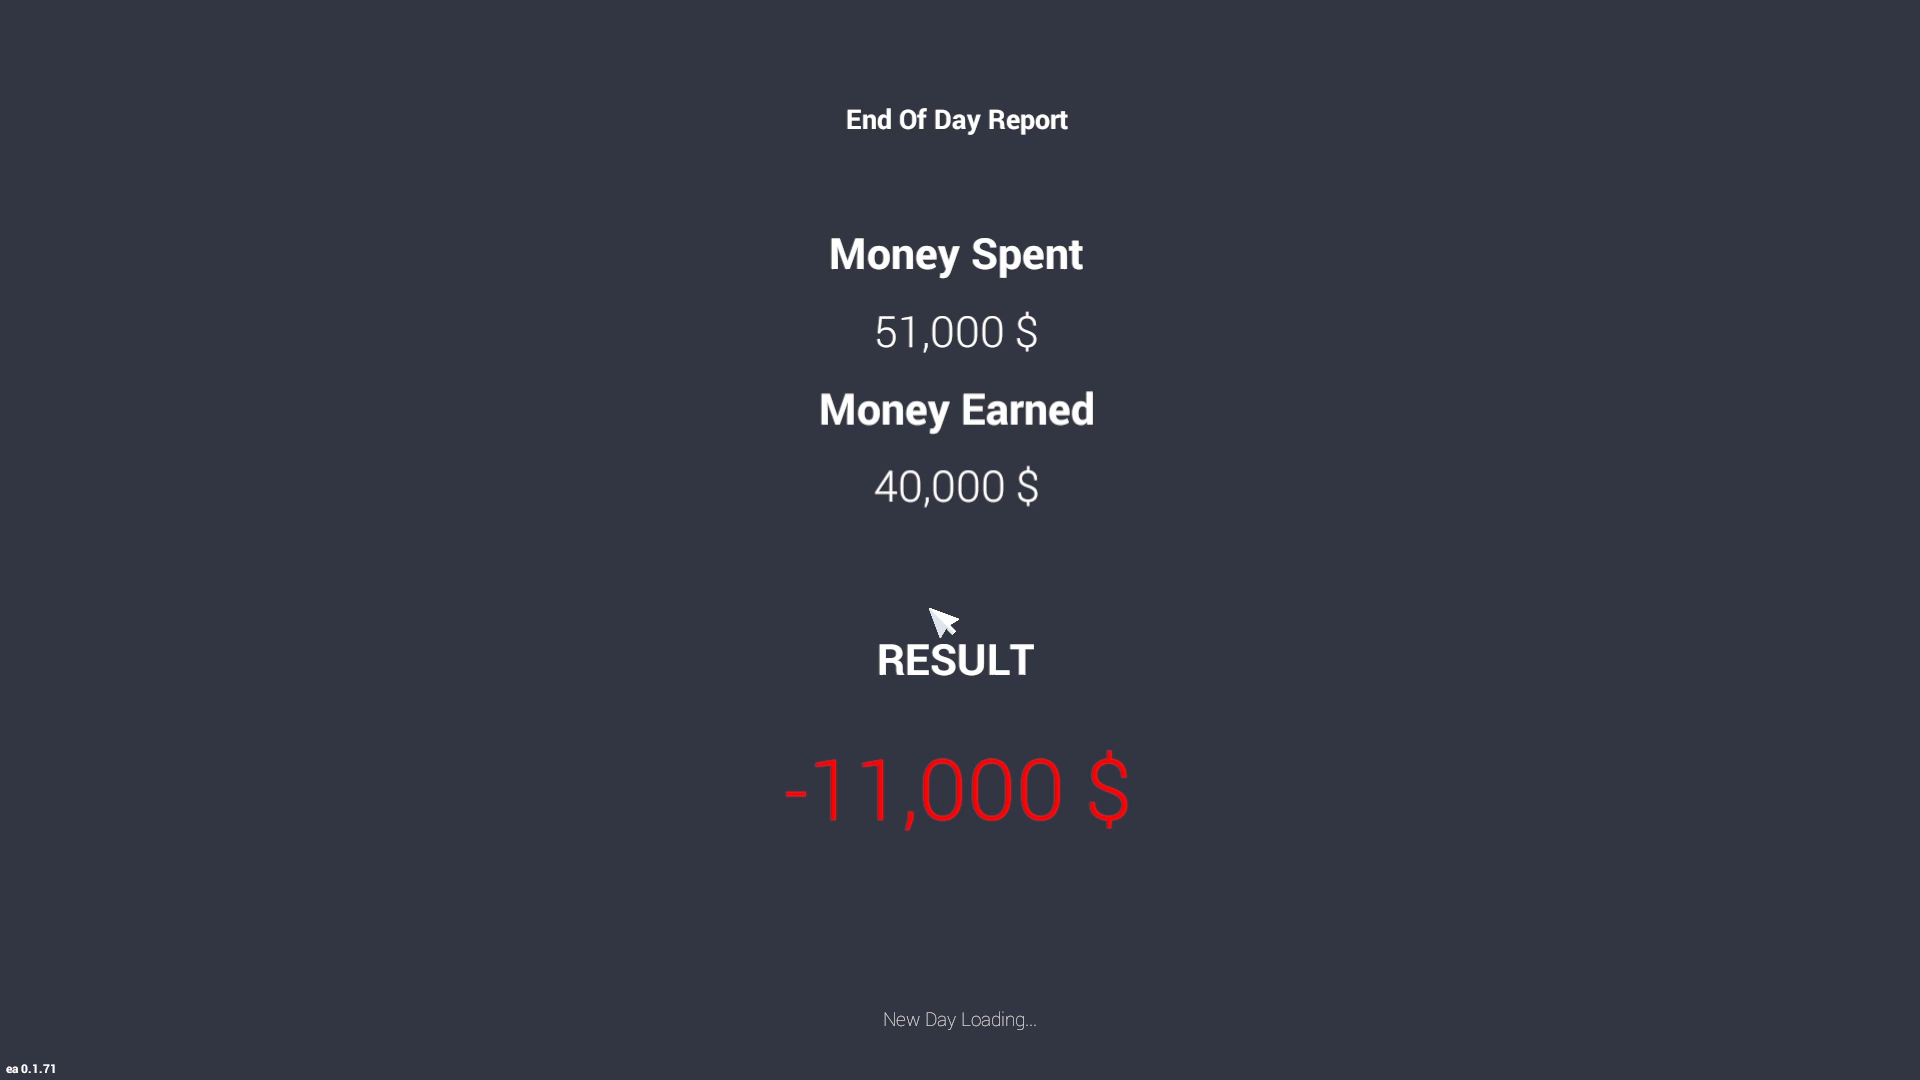 End Of Day Report
Money Spent
51,000 $
Money Earned
40,000 $
RESULT
-11,000 $
New Day Loading...
ea 0.1.71